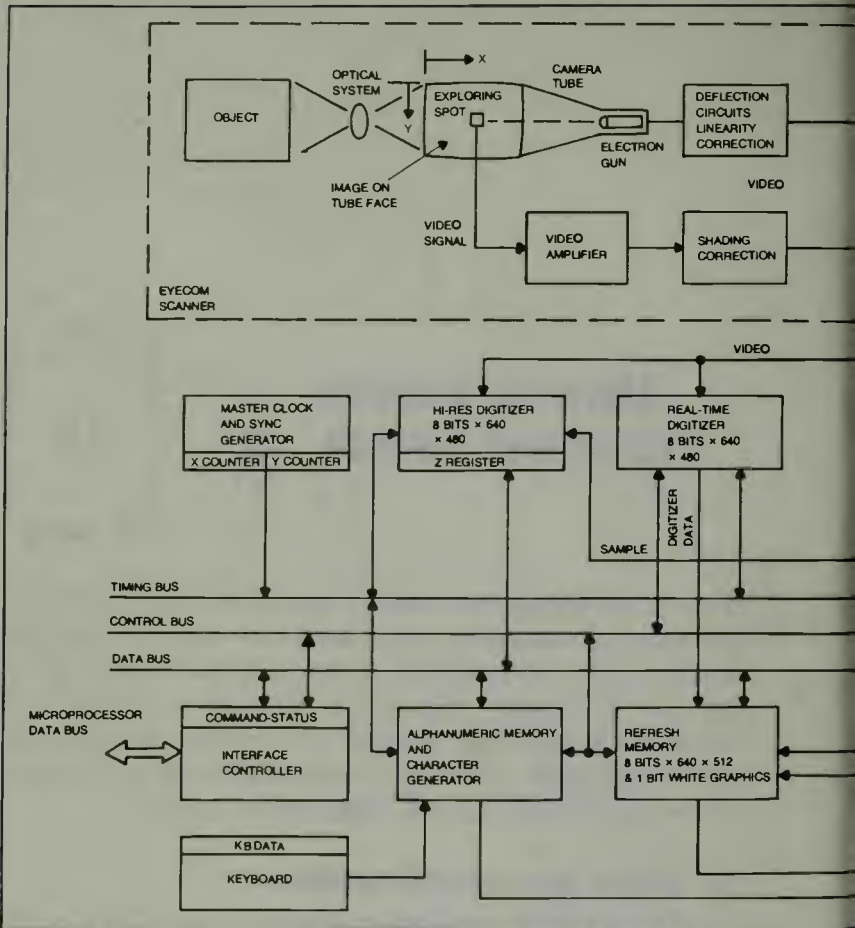 X
OPTICAL
SYSTEM
CAMERA
TUBE
OBJECT
Y
EXPLORING
SPOT
DEFLECTION
CIRCUITS
LINEARITY
CORRECTION
ELECTRON
GUN
IMAGE ON
TUBE FACE
VIDEO
VIDEO
SIGNAL
VIDEO
AMPLIFIER
SHADING
CORRECTION
EYECOM
SCANNER
VIDEO
MASTER CLOCK
AND SYNC
GENERATOR
X COUNTER
Y COUNTER
HI-RES DIGITIZER
8 BITS × 640
× 480
Z REGISTER
REAL-TIME
DIGITIZER
8 BITS × 640
× 480
DIGITIZER
DATA
SAMPLE
TIMING BUS
CONTROL BUS
DATA BUS
MICROPROCESSOR
DATA BUS
COMMAND-STATUS
INTERFACE
CONTROLLER
ALPHANUMERIC MEMORY
AND
CHARACTER
GENERATOR
REFRESH
MEMORY
8 BITS × 640 × 512
& 1 BIT WHITE GRAPHICS
KB DATA
KEYBOARD